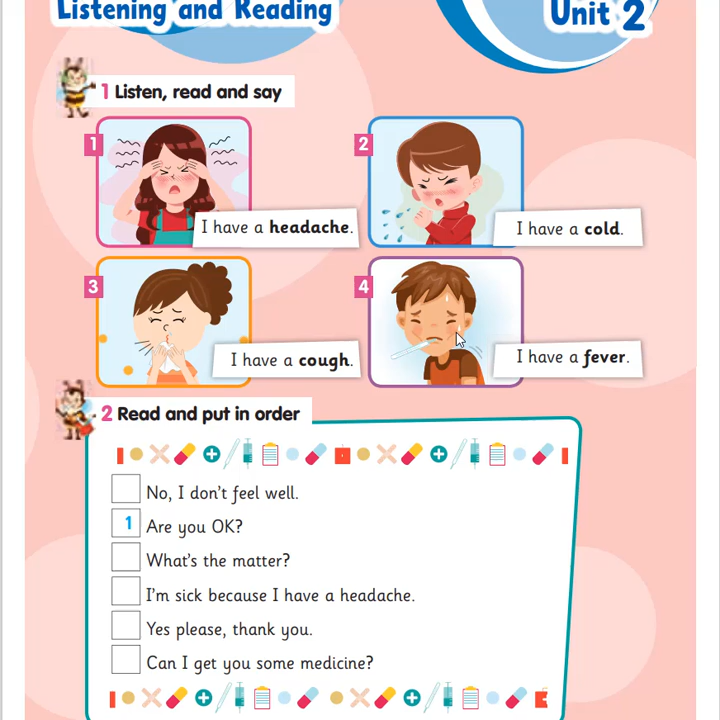 Listening and Reading
Unit 2
1 Listen, read and say
1
I have a headache.
2
I have a cold.
3
I have a cough.
4
I have a fever.
2 Read and put in order
No, I don't feel well.
1 Are you OK?
What's the matter?
I'm sick because I have a headache.
Yes please, thank you.
Can I get you some medicine?